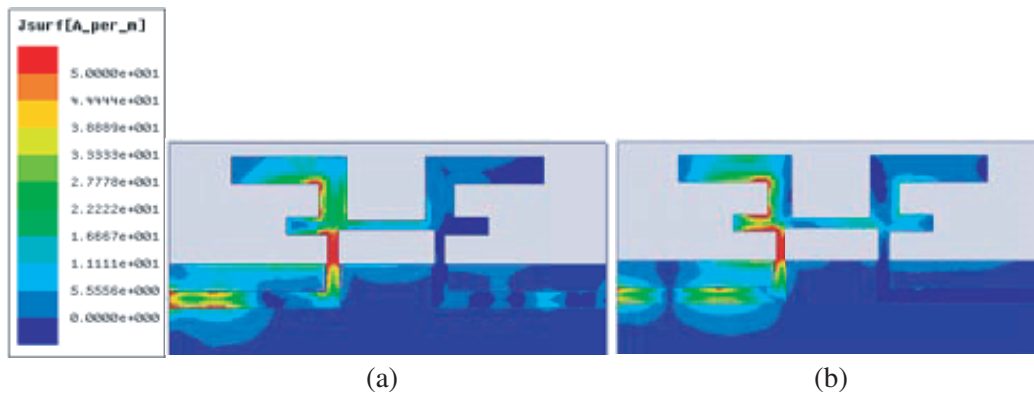 Jsurf[A_per_m]
5.0000e+001
4.4444e+001
3.8889e+001
3.3333e+001
2.7778e+001
2.2222e+001
1.6667e+001
1.1111e+001
5.5556e+000
0.0000e+000
(a)
(b)